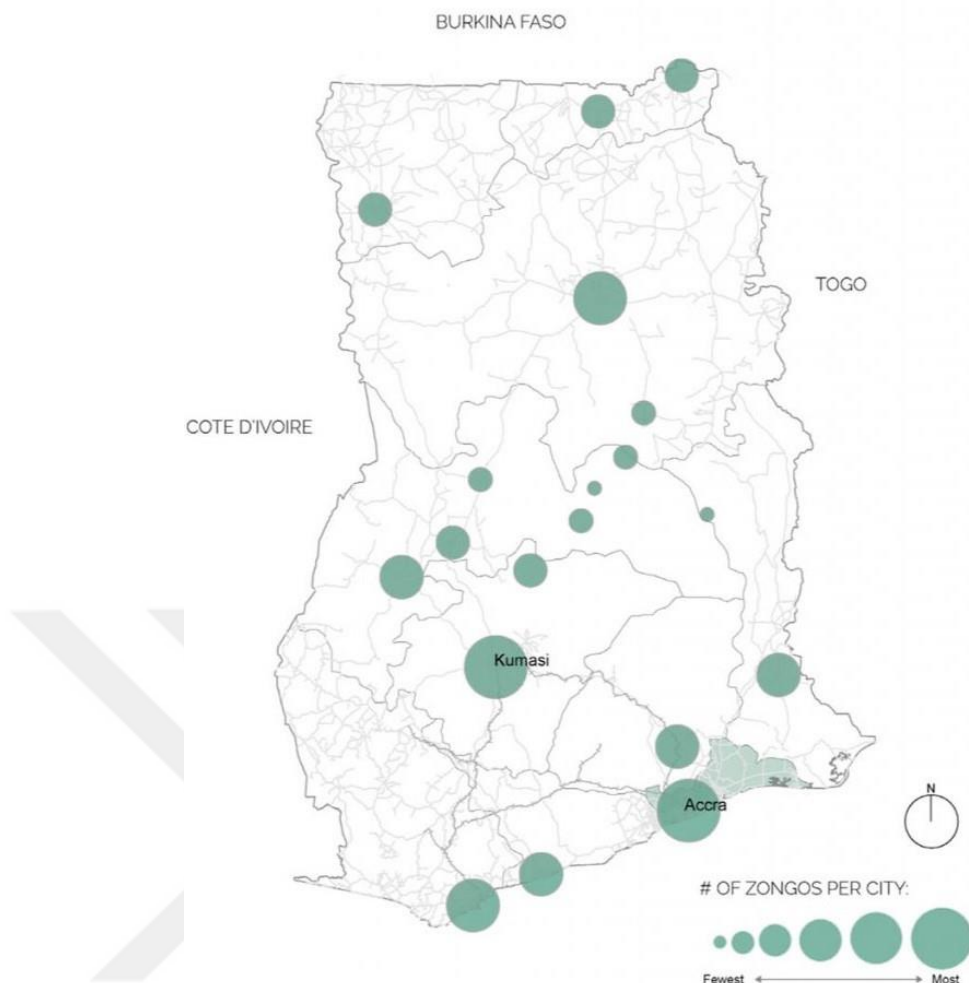 BURKINA FASO
TOGO
COTE D'IVOIRE
Kumasi
Accra
N
# OF ZONGOS PER CITY:
Fewest
Most